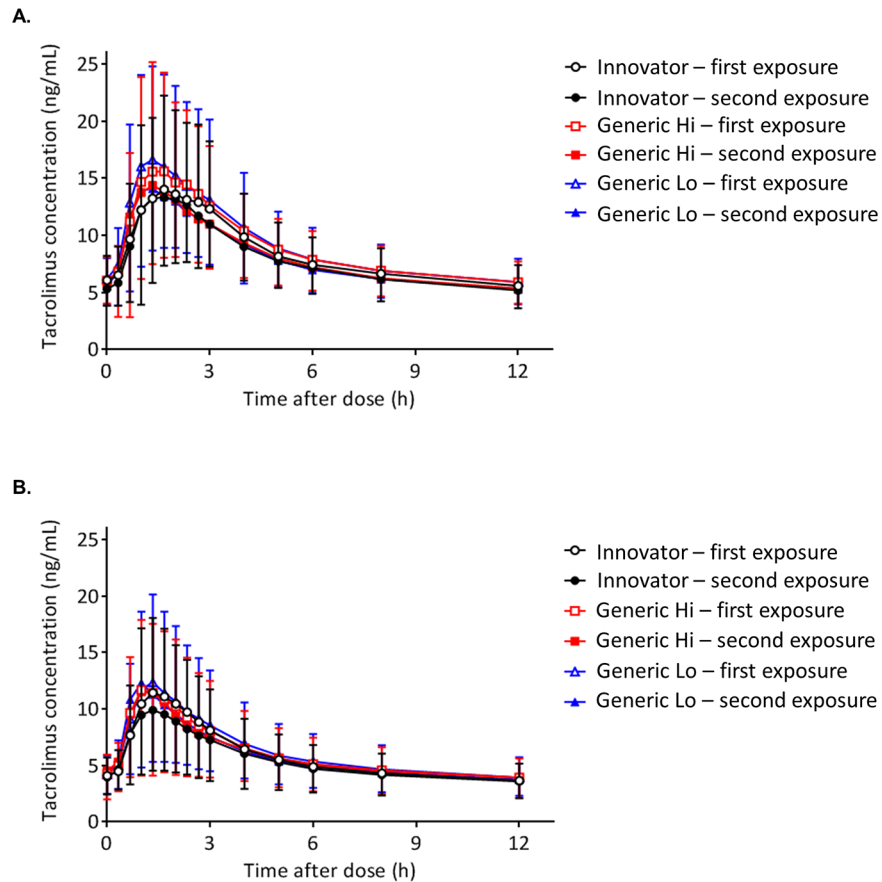 A.
Tacrolimus concentration (ng/mL)
25
20
15
10
5
0
0 3 6 9 12
Time after dose (h)
Innovator – first exposure
Innovator – second exposure
Generic Hi – first exposure
Generic Hi – second exposure
Generic Lo – first exposure
Generic Lo – second exposure
B.
Tacrolimus concentration (ng/mL)
25
20
15
10
5
0
0 3 6 9 12
Time after dose (h)
Innovator – first exposure
Innovator – second exposure
Generic Hi – first exposure
Generic Hi – second exposure
Generic Lo – first exposure
Generic Lo – second exposure